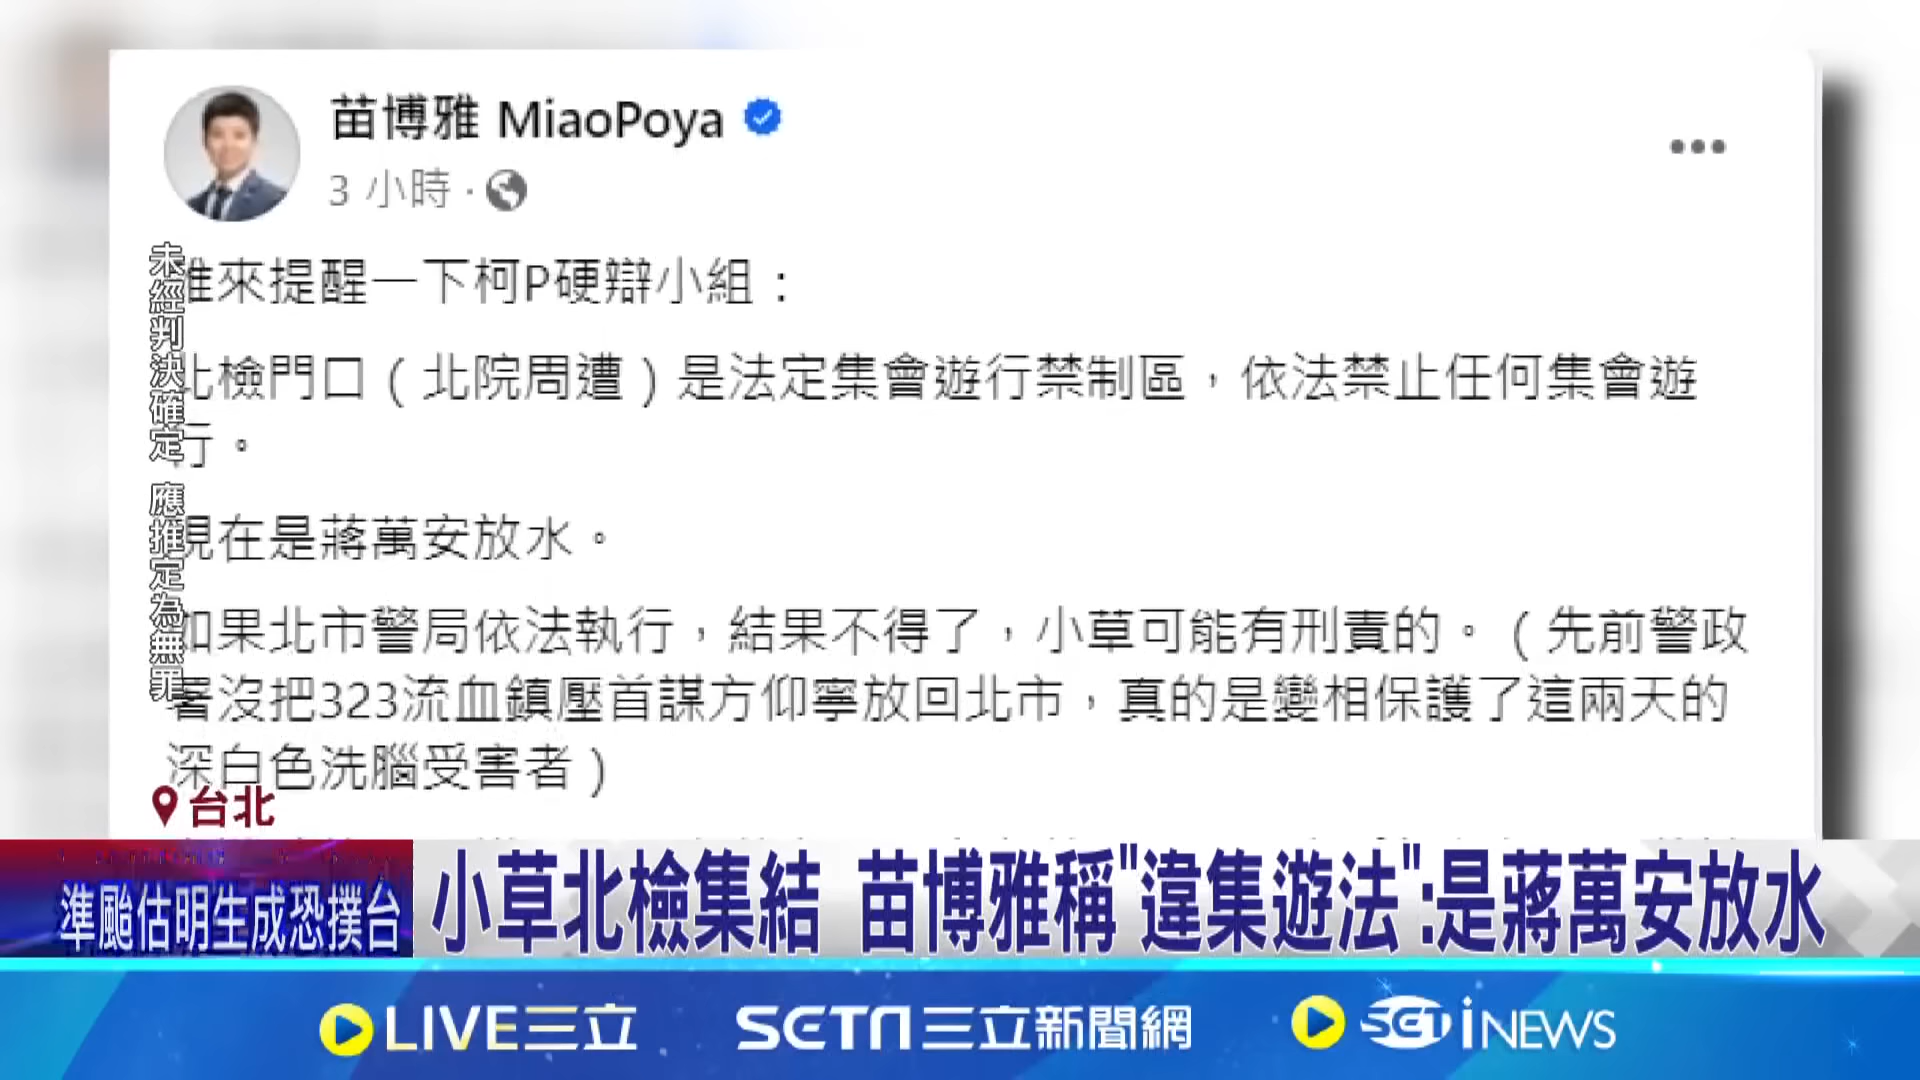 苗博雅 MiaoPoya
3 小時
誰來提醒一下柯P硬辯小組：
北檢門口（北院周遭）是法定集會遊行禁制區，依法禁止任何集會遊
行。
現在是蔣萬安放水。
如果北市警局依法執行，結果不得了，小草可能有刑責的。（先前警政
署沒把323流血鎮壓首謀方仰寧放回北市，真的是變相保護了這兩天的
深白色洗腦受害者）
未經判決確定 應推定為無罪
台北
準颱估明生成恐撲台
小草北檢集結 苗博雅稱"違集遊法":是蔣萬安放水
LIVE三立
SETN三立新聞網
SETiNEWS